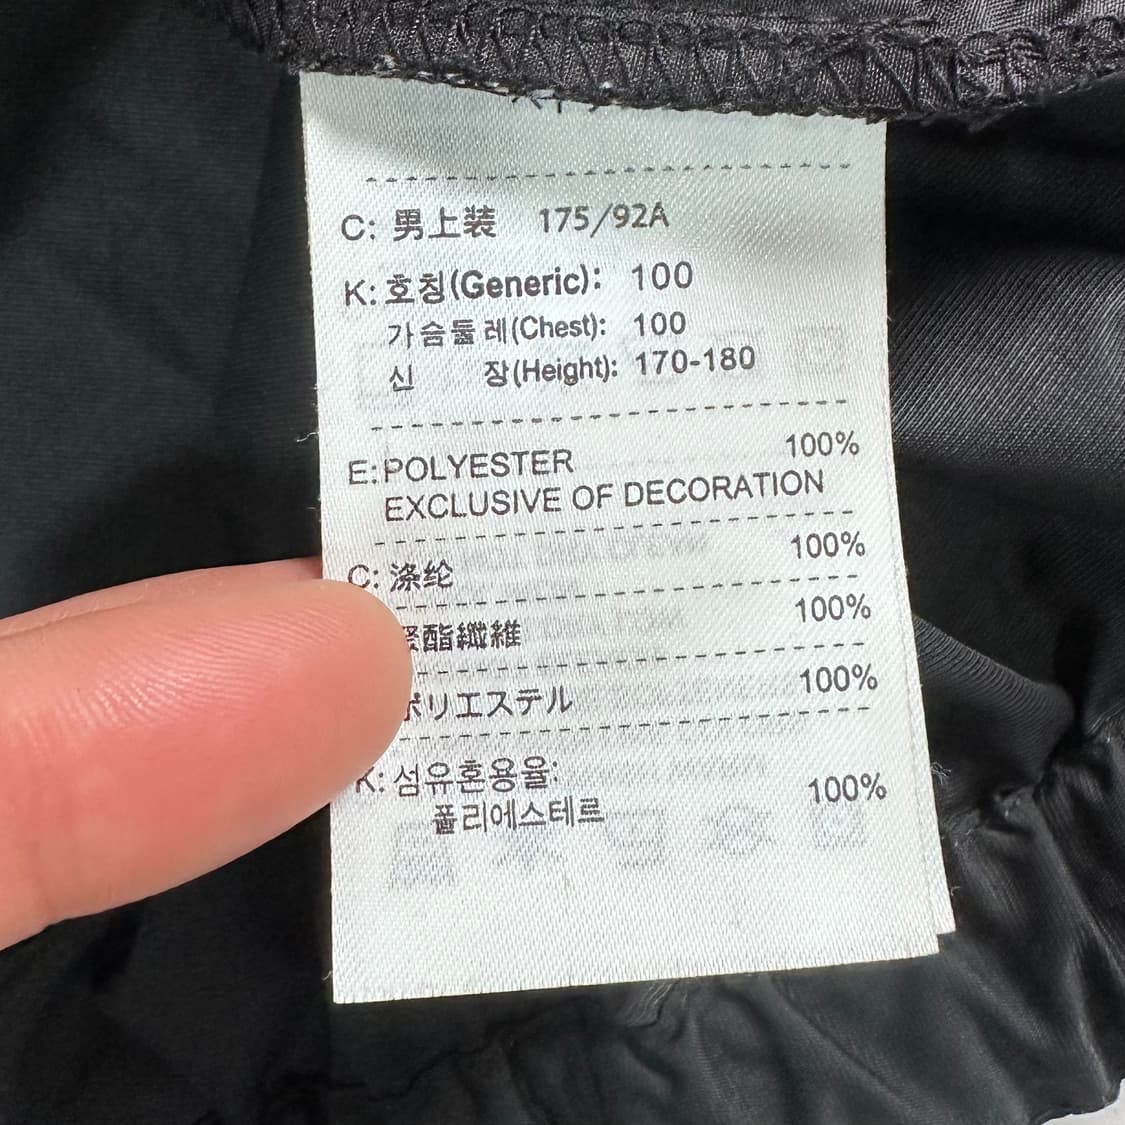 C: 男上装 175/92A
K: 호칭(Generic): 100
가슴둘레(Chest): 100
신 장(Height): 170-180
E: POLYESTER 100%
EXCLUSIVE OF DECORATION
C: 涤纶 100%
聚酯纖維 100%
ポリエステル 100%
K: 섬유혼용율:
폴리에스테르 100%